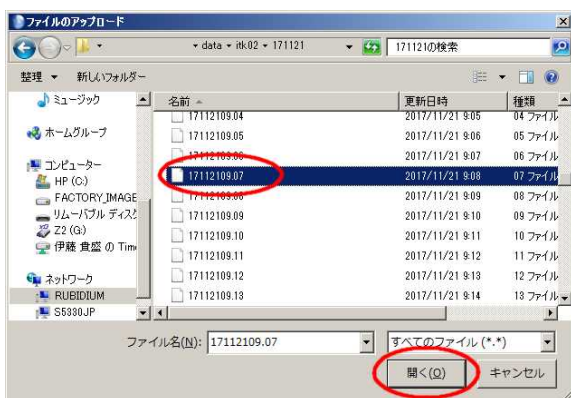 ファイルのアップロード
data ▾ itk02 ▾ 171121
171121の検索
整理 新しいフォルダー
ミュージック
ホームグループ
コンピューター
HP (C:)
FACTORY_IMAGE
リムーバブル ディスク
Z2 (G:)
伊藤 貴盛 の Tim
ネットワーク
RUBIDIUM
S5330JP
名前 更新日時 種類
17112109.04 2017/11/21 9:05 04 ファイル
17112109.05 2017/11/21 9:06 05 ファイル
17112109.06 2017/11/21 9:07 06 ファイル
17112109.07 2017/11/21 9:08 07 ファイル
17112109.08 2017/11/21 9:09 08 ファイル
17112109.09 2017/11/21 9:10 09 ファイル
17112109.10 2017/11/21 9:11 10 ファイル
17112109.11 2017/11/21 9:12 11 ファイル
17112109.12 2017/11/21 9:13 12 ファイル
17112109.13 2017/11/21 9:14 13 ファイル
ファイル名(N): 17112109.07 すべてのファイル (*.*)
開く(O) キャンセル